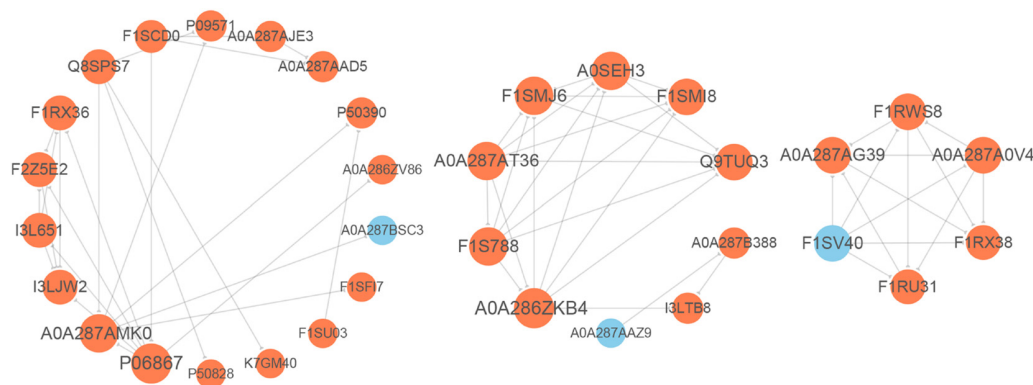 P09571
F1SCD0
A0A287AJE3
Q8SPS7
A0A287AAD5
F1RX36
P50390
F2Z5E2
A0A286ZV86
I3L651
A0A287BSC3
I3LJW2
F1SFI7
A0A287AMK0
F1SU03
P06867
K7GM40
P50828
A0SEH3
F1SMJ6
F1SMI8
A0A287AT36
Q9TUQ3
F1S788
A0A287B388
A0A286ZKB4
I3LTB8
A0A287AAZ9
F1RWS8
A0A287AG39
A0A287A0V4
F1SV40
F1RX38
F1RU31